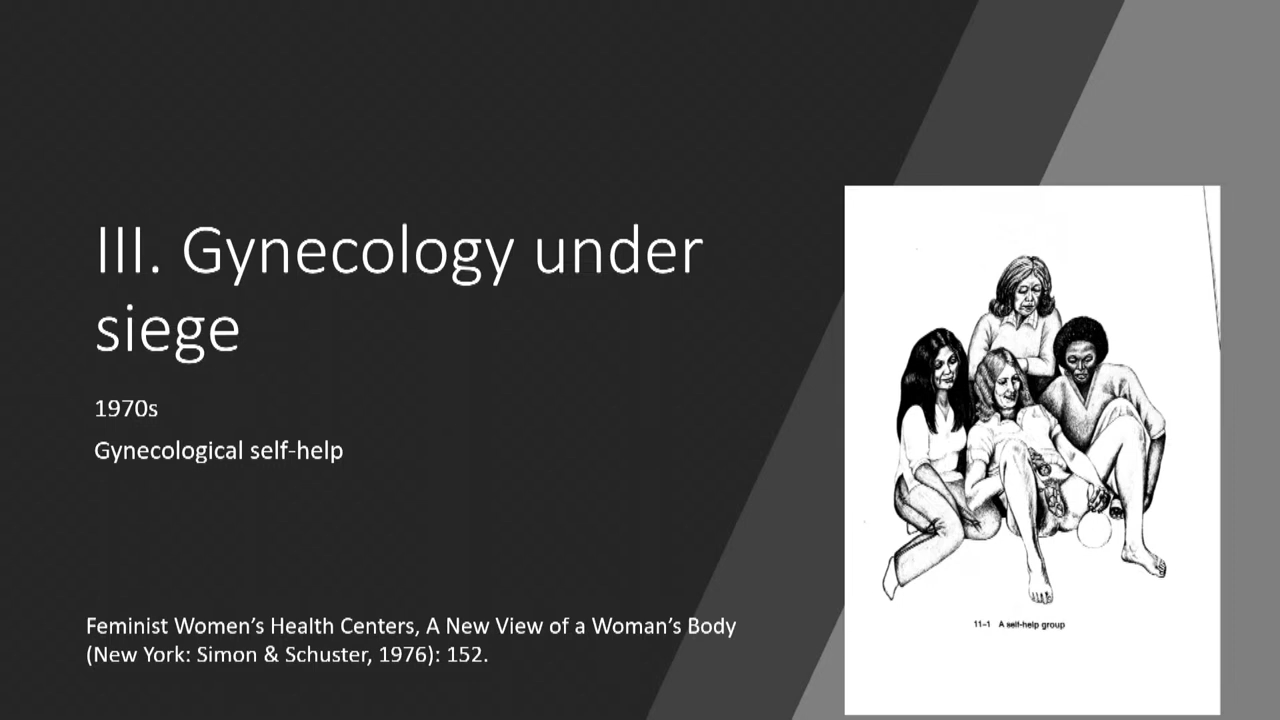 III. Gynecology under
siege
1970s
Gynecological self-help
Feminist Women’s Health Centers, A New View of a Woman’s Body
(New York: Simon & Schuster, 1976): 152.
11–1 A self-help group